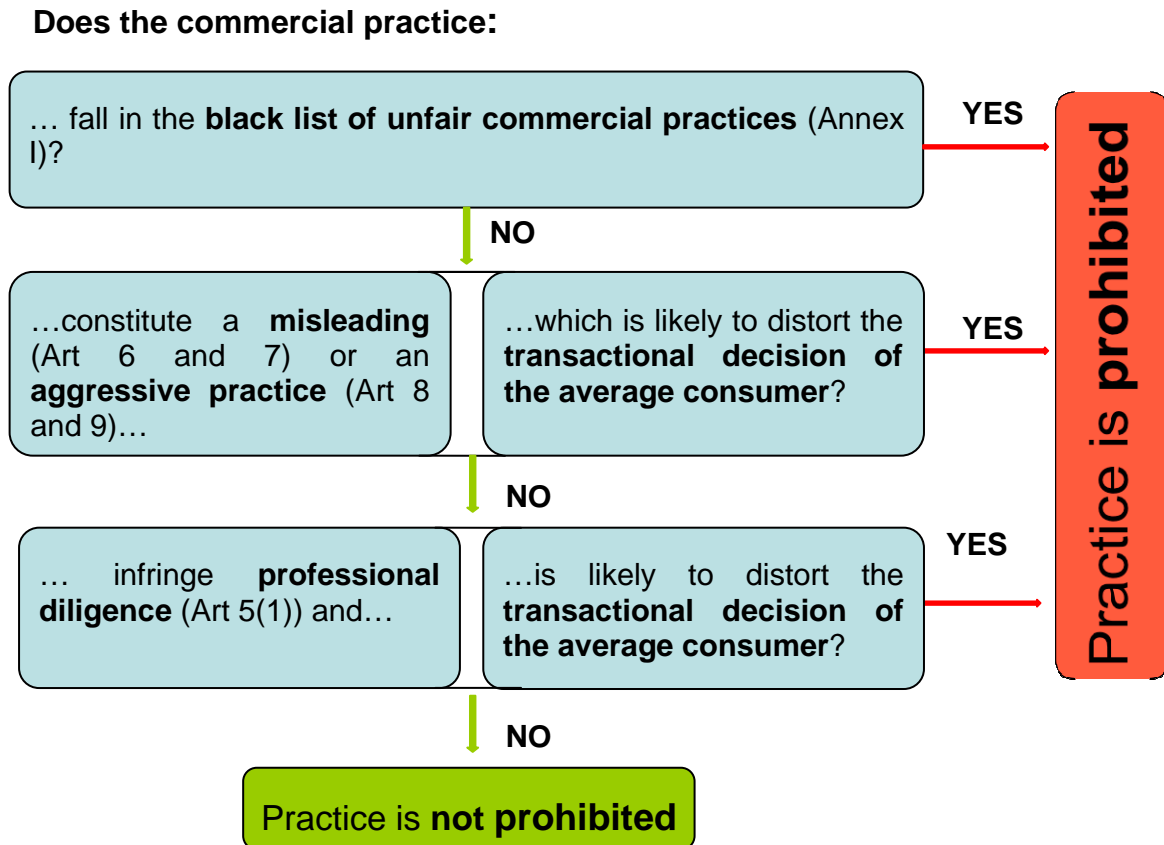 Does the commercial practice:
… fall in the black list of unfair commercial practices (Annex
I)?
YES
NO
…constitute a misleading
(Art 6 and 7) or an
aggressive practice (Art 8
and 9)…
…which is likely to distort the
transactional decision of
the average consumer?
YES
NO
… infringe professional
diligence (Art 5(1)) and…
…is likely to distort the
transactional decision of
the average consumer?
YES
NO
Practice is not prohibited
Practice is prohibited